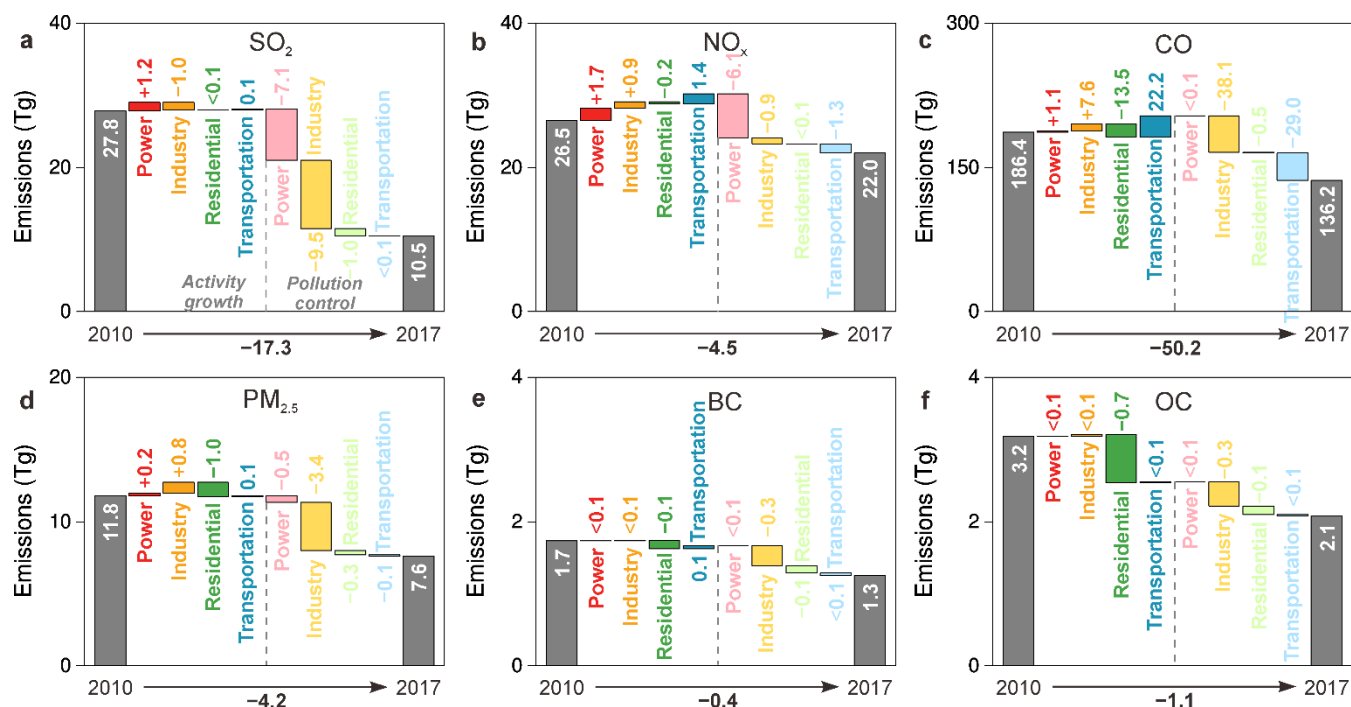 a
SO2
Emissions (Tg)
40
20
0
27.8
Power +1.2
Industry −1.0
Residential <0.1
Transportation 0.1
Power −7.1
−9.5 Industry
−1.0 Residential
<0.1 Transportation
10.5
Activity
growth
Pollution
control
2010
2017
−17.3
b
NOx
Emissions (Tg)
40
20
0
26.5
Power +1.7
Industry +0.9
Residential −0.2
Transportation 1.4
Power −6.1
Industry −0.9
Residential <0.1
Transportation −1.3
22.0
2010
2017
−4.5
c
CO
Emissions (Tg)
300
150
0
186.4
Power +1.1
Industry +7.6
Residential −13.5
Transportation 22.2
Power <0.1
Industry −38.1
Residential −0.5
Transportation −29.0
136.2
2010
2017
−50.2
d
PM2.5
Emissions (Tg)
20
10
0
11.8
Power +0.2
Industry +0.8
Residential −1.0
Transportation 0.1
Power −0.5
Industry −3.4
−0.3 Residential
−0.1 Transportation
7.6
2010
2017
−4.2
e
BC
Emissions (Tg)
4
2
0
1.7
Power <0.1
Industry <0.1
Residential −0.1
0.1 Transportation
Power <0.1
Industry −0.3
−0.1 Residential
<0.1 Transportation
1.3
2010
2017
−0.4
f
OC
Emissions (Tg)
4
2
0
3.2
Power <0.1
Industry <0.1
Residential −0.7
Transportation <0.1
Power <0.1
Industry −0.3
Residential −0.1
Transportation <0.1
2.1
2010
2017
−1.1